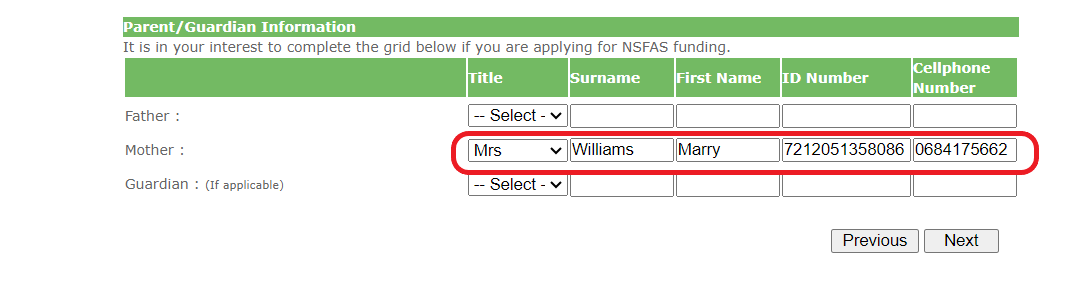 Parent/Guardian Information
It is in your interest to complete the grid below if you are applying for NSFAS funding.
Title Surname First Name ID Number Cellphone Number
Father : -- Select -
Mother : Mrs Williams Marry 7212051358086 0684175662
Guardian : (If applicable) -- Select -
Previous Next